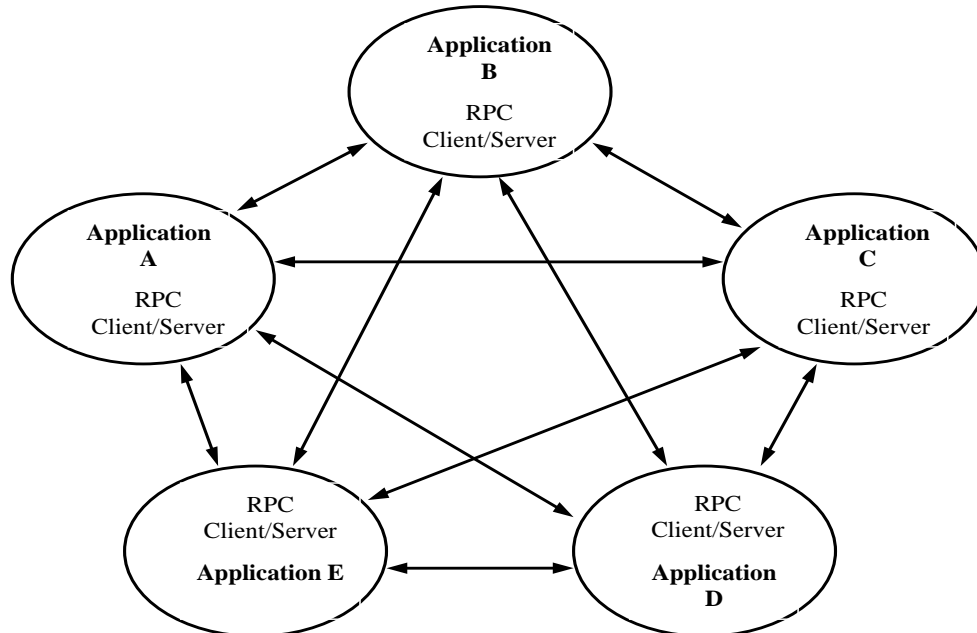 Application
B
RPC
Client/Server
Application
A
RPC
Client/Server
Application
C
RPC
Client/Server
RPC
Client/Server
Application E
RPC
Client/Server
Application
D